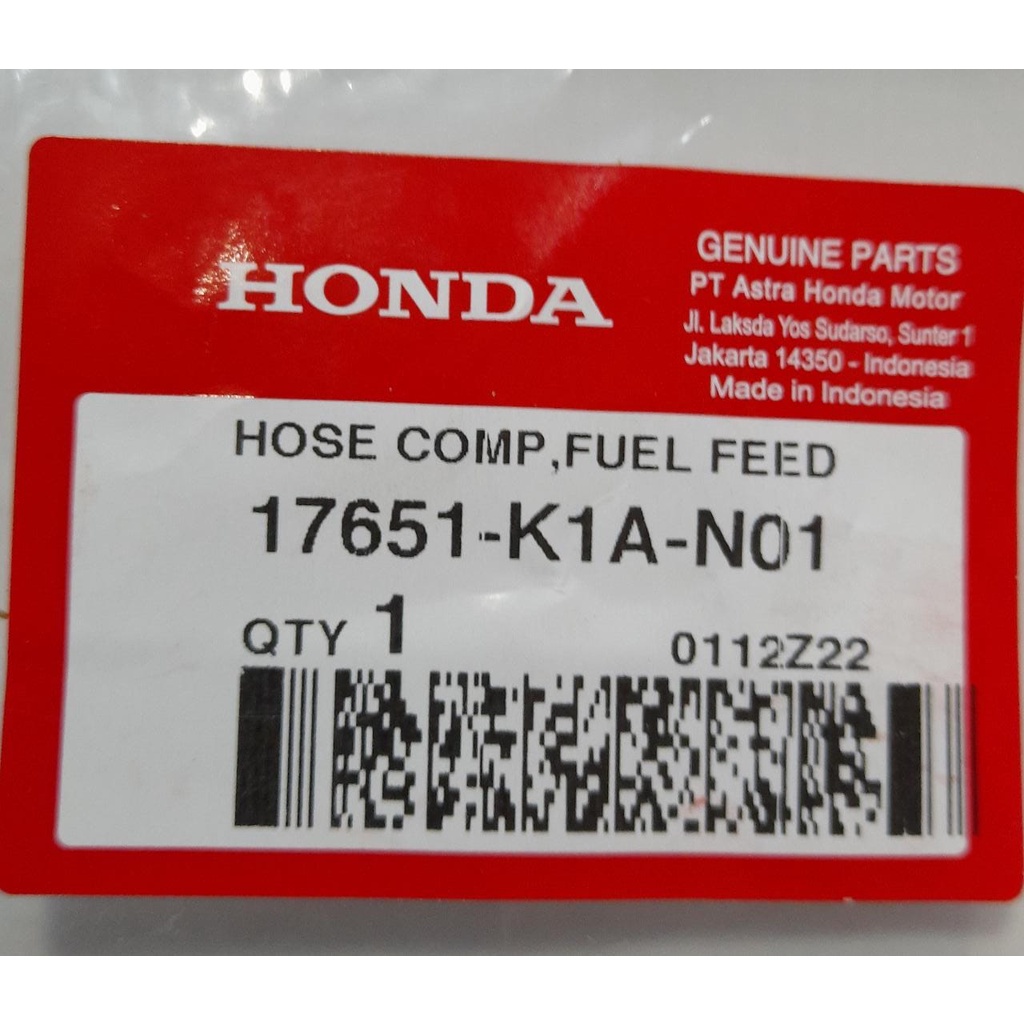 HONDA
GENUINE PARTS
PT Astra Honda Motor
Jl. Laksda Yos Sudarso, Sunter 1
Jakarta 14350 - Indonesia
Made in Indonesia
HOSE COMP,FUEL FEED
17651-K1A-N01
QTY 1
0112Z22